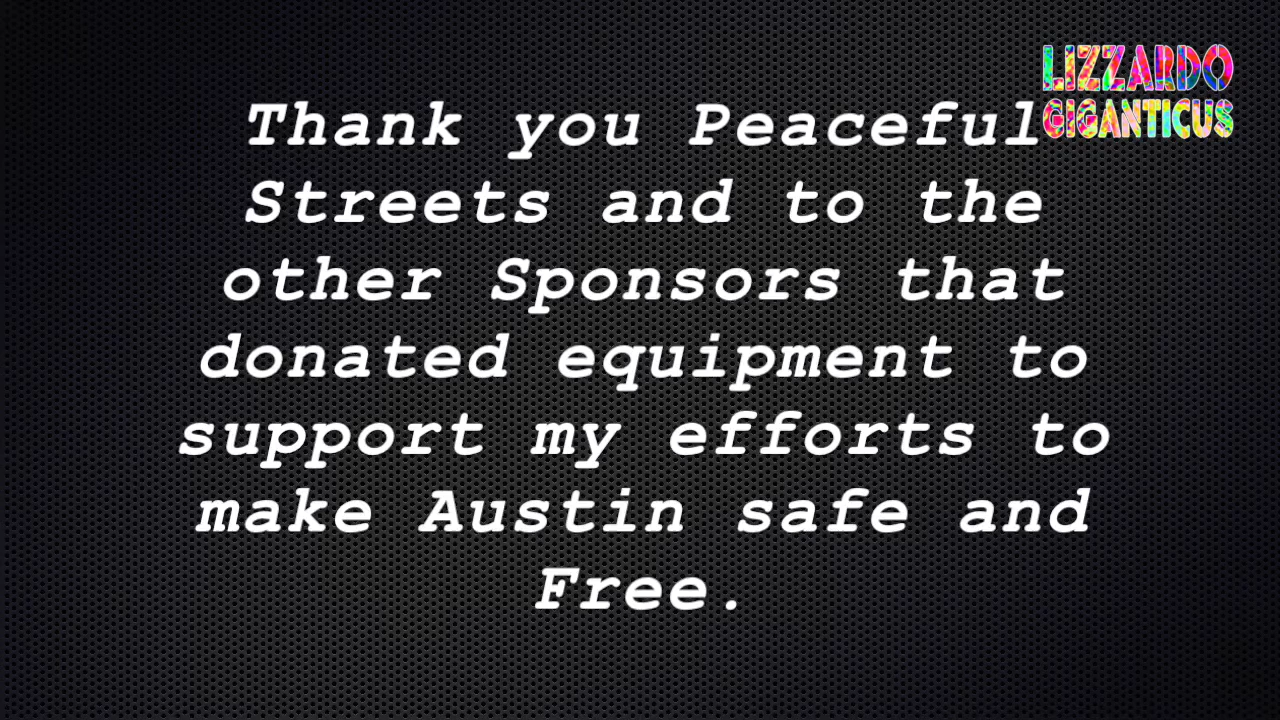 LIZZARDO
GIGANTICUS
Thank you Peaceful
Streets and to the
other Sponsors that
donated equipment to
support my efforts to
make Austin safe and
Free.